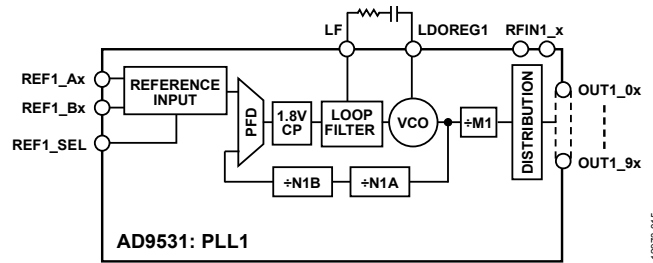 LF
LDOREG1
RFIN1_x
REF1_Ax
REF1_Bx
REF1_SEL
REFERENCE
INPUT
PFD
1.8V
CP
LOOP
FILTER
VCO
÷M1
DISTRIBUTION
OUT1_0x
OUT1_9x
÷N1B
÷N1A
AD9531: PLL1